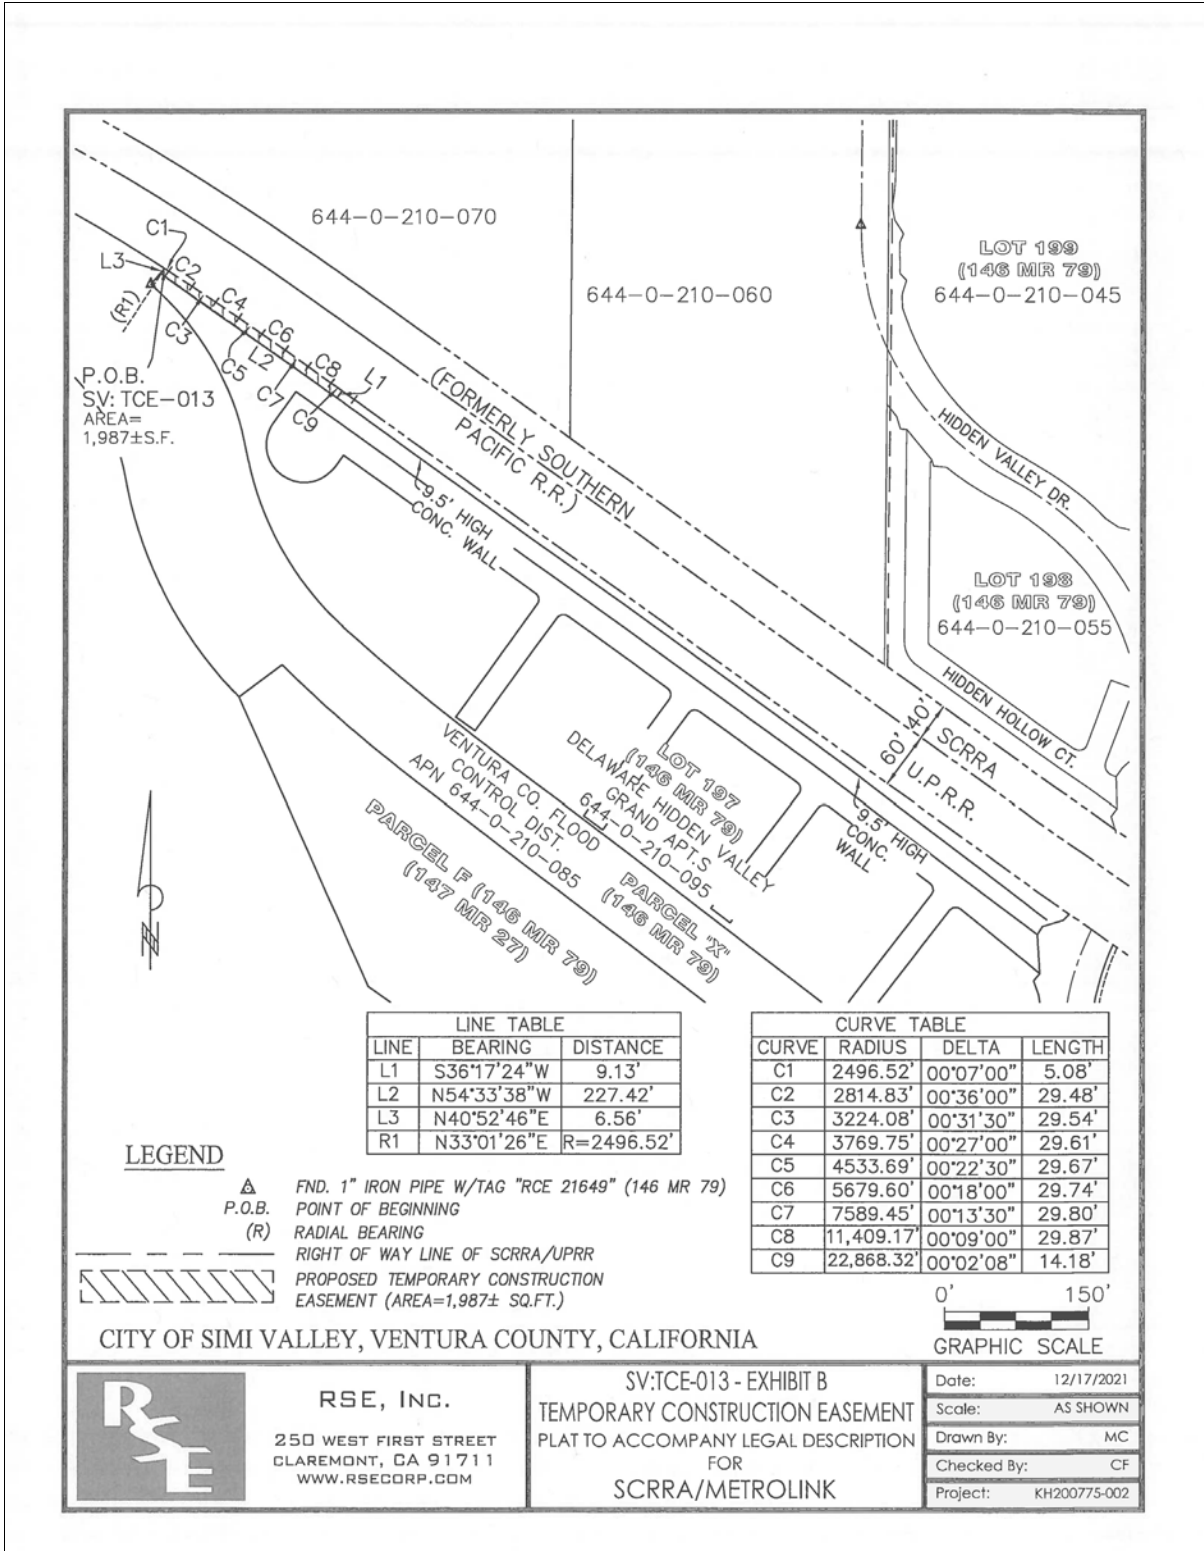 644-0-210-070
C1
L3
C2
(R1)
C3
C4
C5
L2
C6
C7
C8
C9
L1
P.O.B.
SV: TCE-013
AREA=
1,987±S.F.
644-0-210-060
LOT 199
(146 MR 79)
644-0-210-045
(FORMERLY SOUTHERN
PACIFIC R.R.)
HIDDEN VALLEY DR.
9.5' HIGH
CONC. WALL
LOT 198
(146 MR 79)
644-0-210-055
HIDDEN HOLLOW CT.
60' 40'
SCRRA
U.P.R.R.
VENTURA CO. FLOOD
CONTROL DIST.
APN 644-0-210-085
LOT 197
(146 MR 79)
DELAWARE HIDDEN VALLEY
GRAND APT.S
644-0-210-095
9.5' HIGH
CONC.
WALL
PARCEL F (146 MR 79)
(147 MR 27)
PARCEL "X"
(146 MR 79)
N
LINE TABLE
LINE BEARING DISTANCE
L1 S36°17'24"W 9.13'
L2 N54°33'38"W 227.42'
L3 N40°52'46"E 6.56'
R1 N33°01'26"E R=2496.52'
CURVE TABLE
CURVE RADIUS DELTA LENGTH
C1 2496.52' 00°07'00" 5.08'
C2 2814.83' 00°36'00" 29.48'
C3 3224.08' 00°31'30" 29.54'
C4 3769.75' 00°27'00" 29.61'
C5 4533.69' 00°22'30" 29.67'
C6 5679.60' 00°18'00" 29.74'
C7 7589.45' 00°13'30" 29.80'
C8 11,409.17' 00°09'00" 29.87'
C9 22,868.32' 00°02'08" 14.18'
LEGEND
FND. 1" IRON PIPE W/TAG "RCE 21649" (146 MR 79)
P.O.B. POINT OF BEGINNING
(R) RADIAL BEARING
RIGHT OF WAY LINE OF SCRRA/UPRR
PROPOSED TEMPORARY CONSTRUCTION
EASEMENT (AREA=1,987± SQ.FT.)
0' 150'
GRAPHIC SCALE
CITY OF SIMI VALLEY, VENTURA COUNTY, CALIFORNIA
RSE
RSE, INC.
250 WEST FIRST STREET
CLAREMONT, CA 91711
WWW.RSECORP.COM
SV:TCE-013 - EXHIBIT B
TEMPORARY CONSTRUCTION EASEMENT
PLAT TO ACCOMPANY LEGAL DESCRIPTION
FOR
SCRRA/METROLINK
Date: 12/17/2021
Scale: AS SHOWN
Drawn By: MC
Checked By: CF
Project: KH200775-002